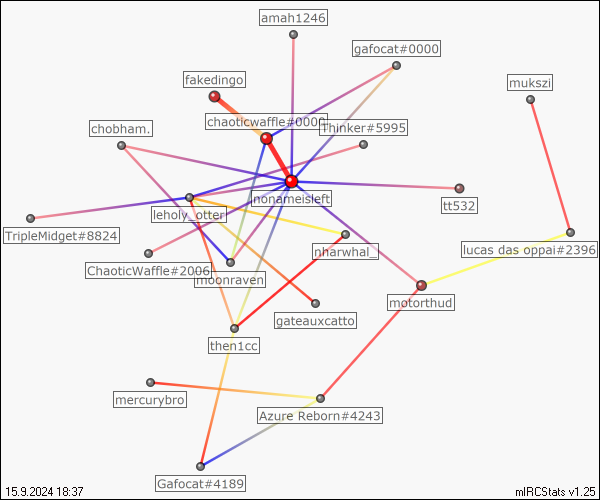 amah1246
gafocat#0000
fakedingo
mukszi
chaoticwaffle#0000
Thinker#5995
chobham.
nonameisleft
tt532
leholy_otter
TripleMidget#8824
nharwhal_
lucas das oppai#2396
ChaoticWaffle#2006
moonraven
motorthud
gateauxcatto
then1cc
mercurybro
Azure Reborn#4243
Gafocat#4189
15.9.2024 18:37
mIRCStats v1.25